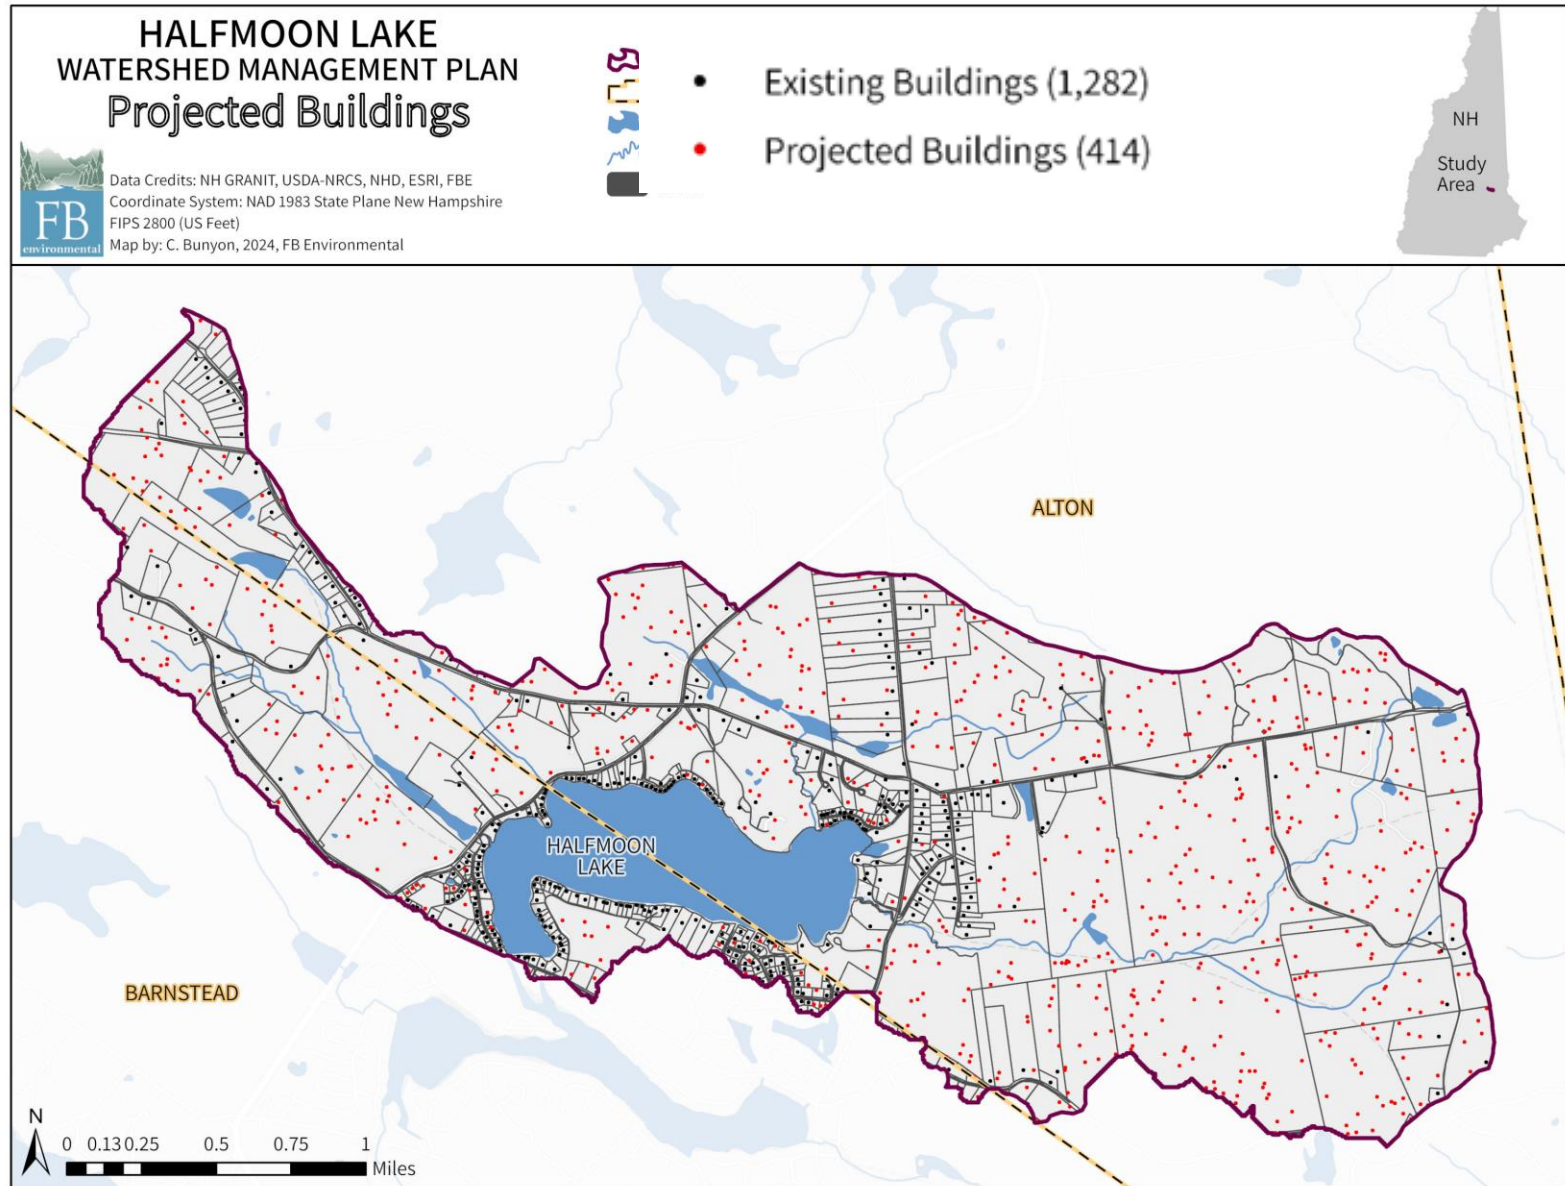 HALFMOON LAKE
WATERSHED MANAGEMENT PLAN
Projected Buildings
FB
environmental
Data Credits: NH GRANIT, USDA-NRCS, NHD, ESRI, FBE
Coordinate System: NAD 1983 State Plane New Hampshire
FIPS 2800 (US Feet)
Map by: C. Bunyon, 2024, FB Environmental
Existing Buildings (1,282)
Projected Buildings (414)
NH
Study
Area
ALTON
HALFMOON
LAKE
BARNSTEAD
N
0 0.13 0.25 0.5 0.75 1
Miles